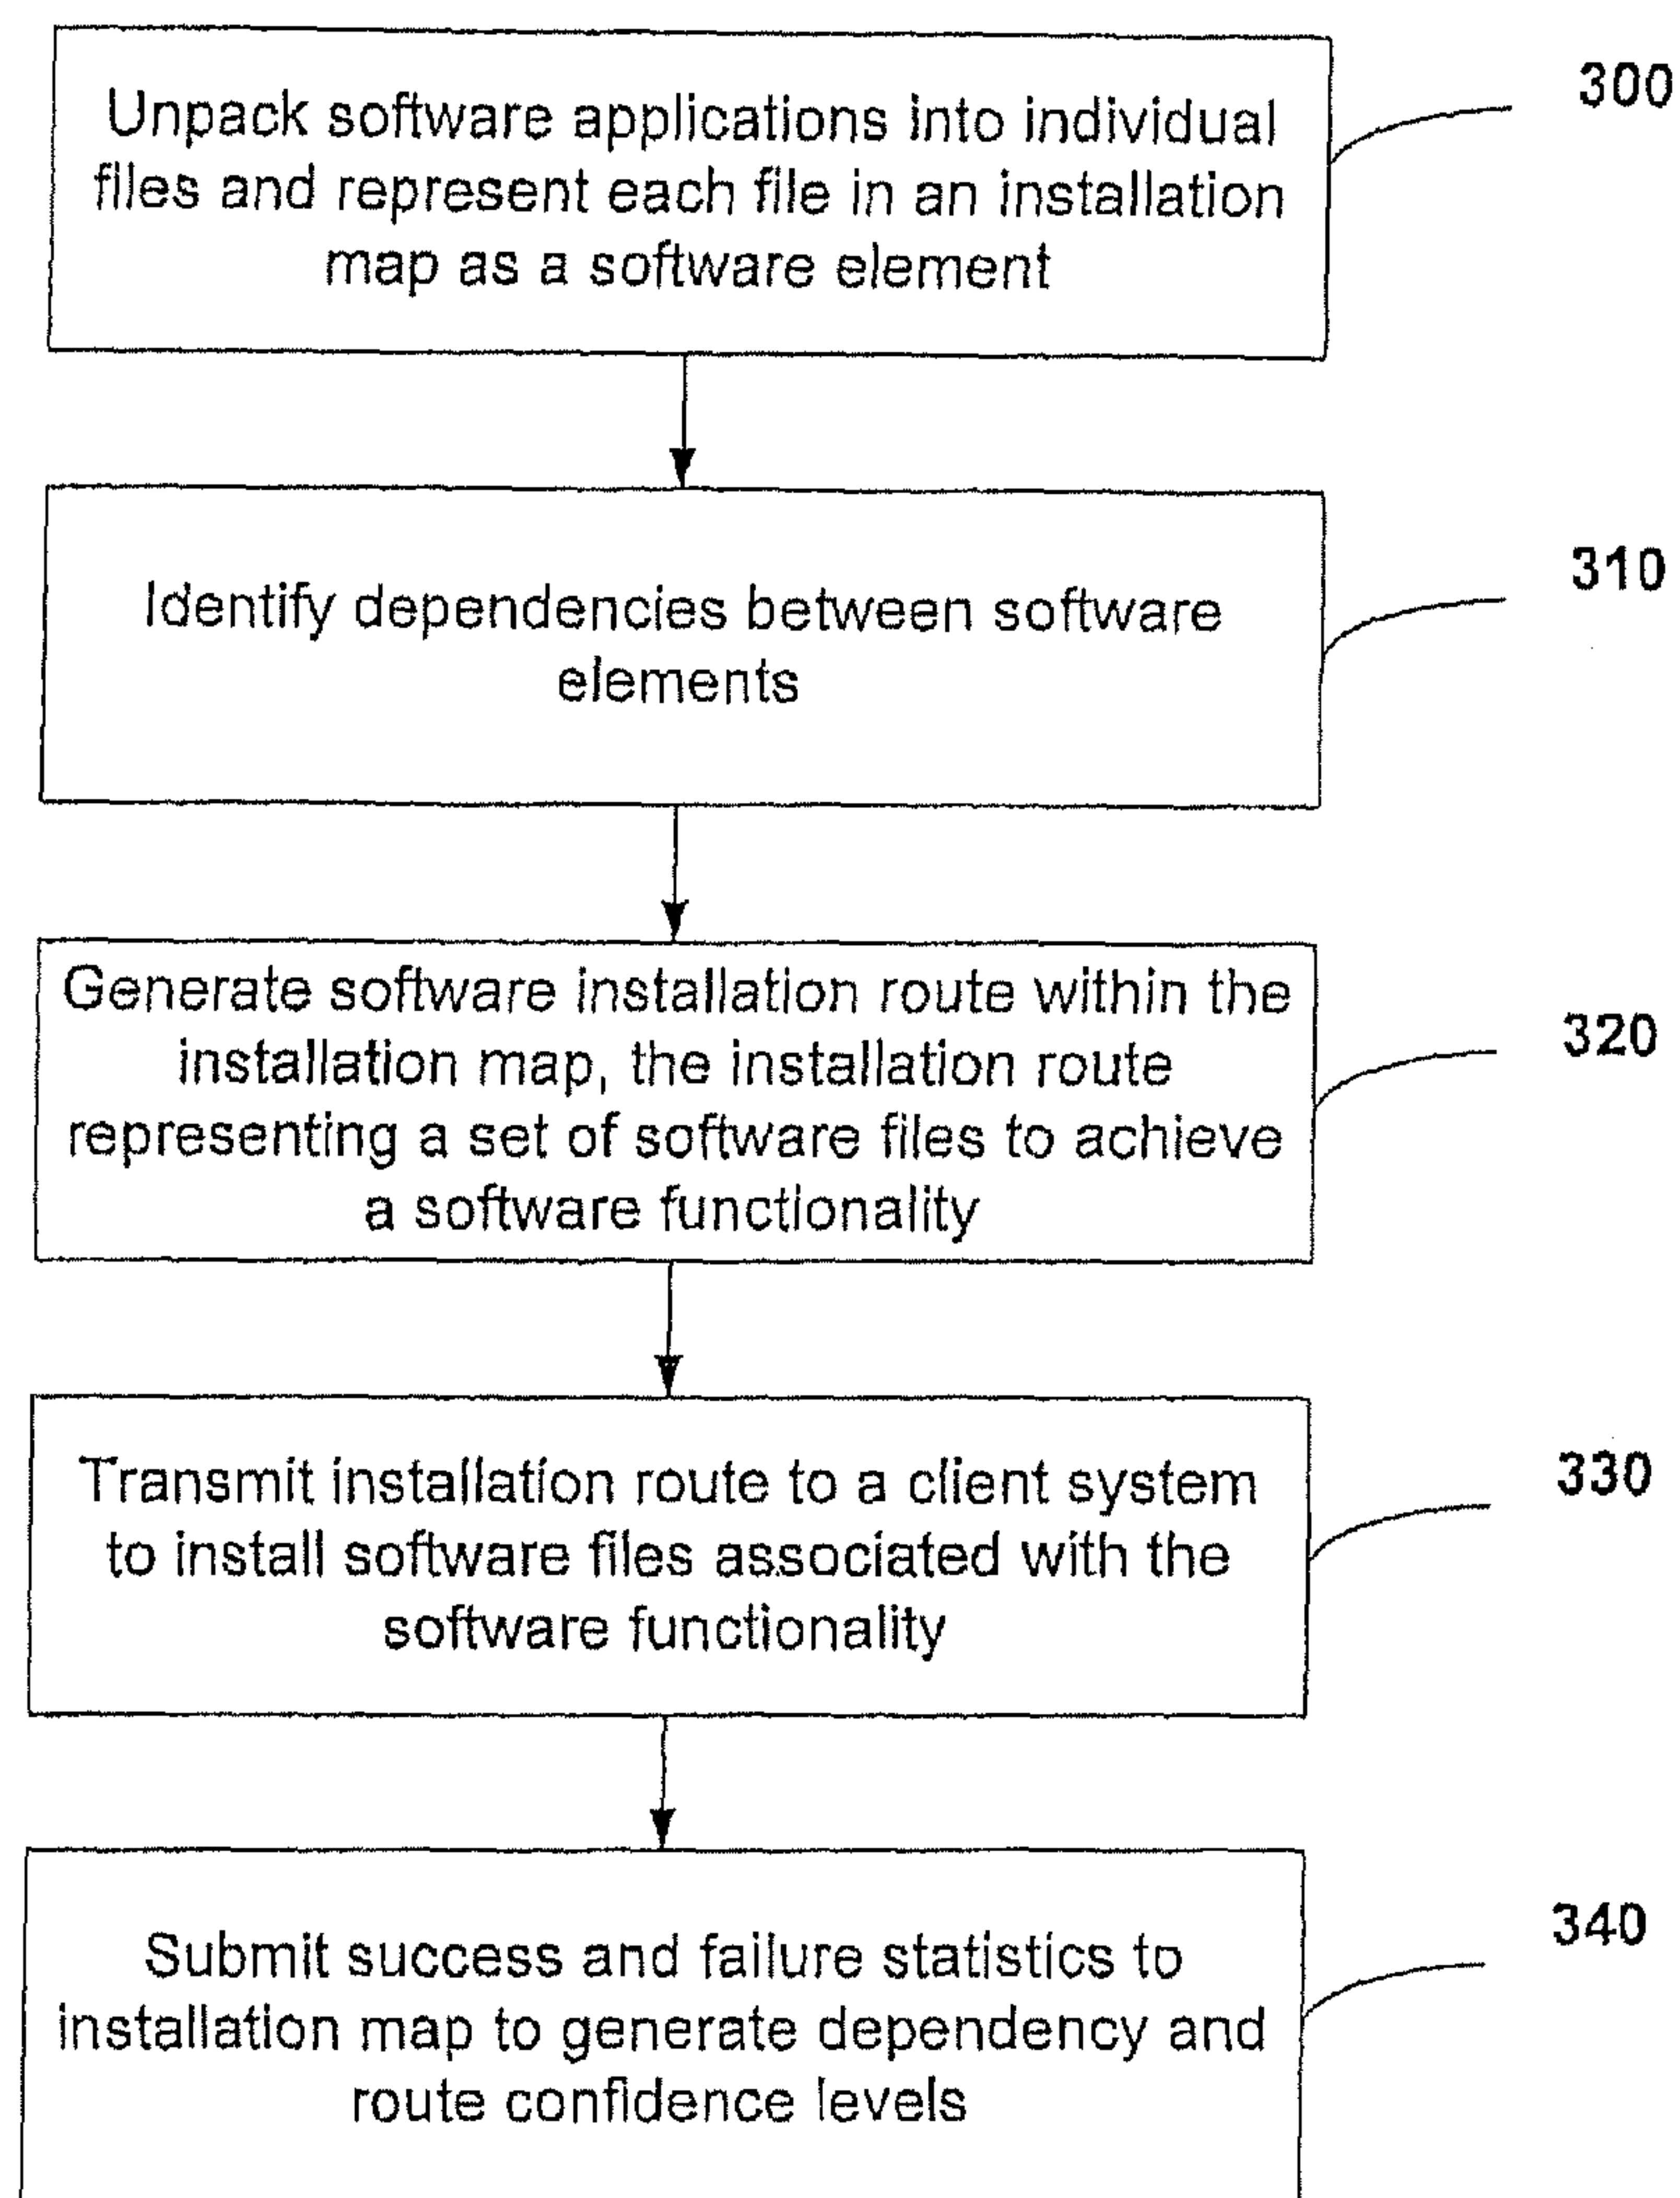 Unpack software applications into individual
files and represent each file in an installation
map as a software element
300
Identify dependencies between software
elements
310
Generate software installation route within the
installation map, the installation route
representing a set of software files to achieve
a software functionality
320
Transmit installation route to a client system
to install software files associated with the
software functionality
330
Submit success and failure statistics to
installation map to generate dependency and
route confidence levels
340